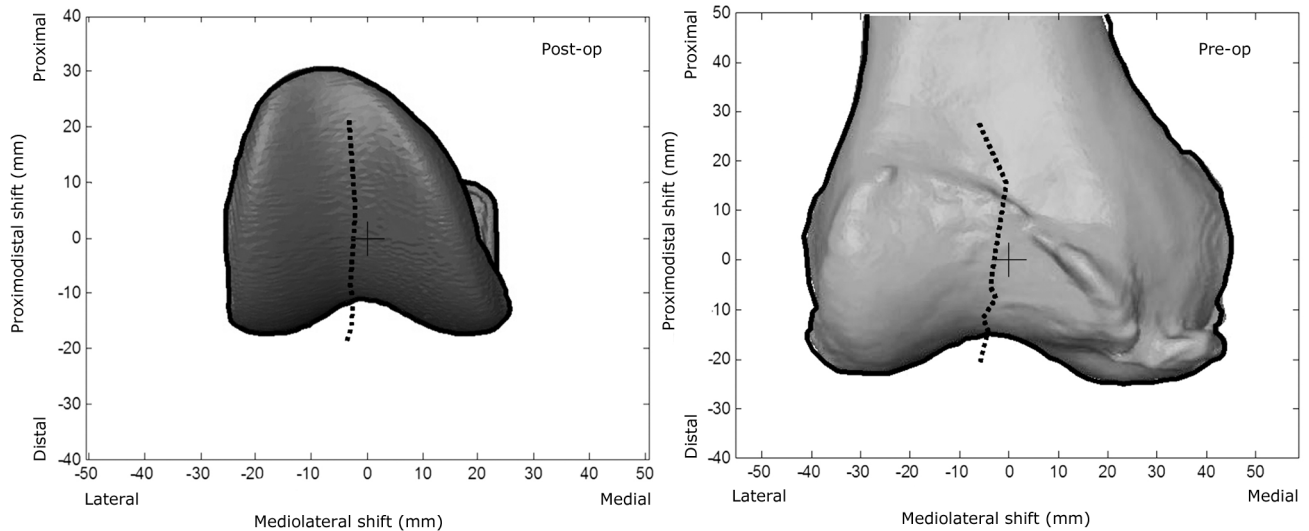 Post-op
Proximal
40
30
20
10
0
-10
-20
-30
-40
Distal
Proximodistal shift (mm)
-50 -40 -30 -20 -10 0 10 20 30 40 50
Lateral Medial
Mediolateral shift (mm)
Pre-op
Proximal
50
40
30
20
10
0
-10
-20
-30
-40
Distal
Proximodistal shift (mm)
-50 -40 -30 -20 -10 0 10 20 30 40 50
Lateral Medial
Mediolateral shift (mm)